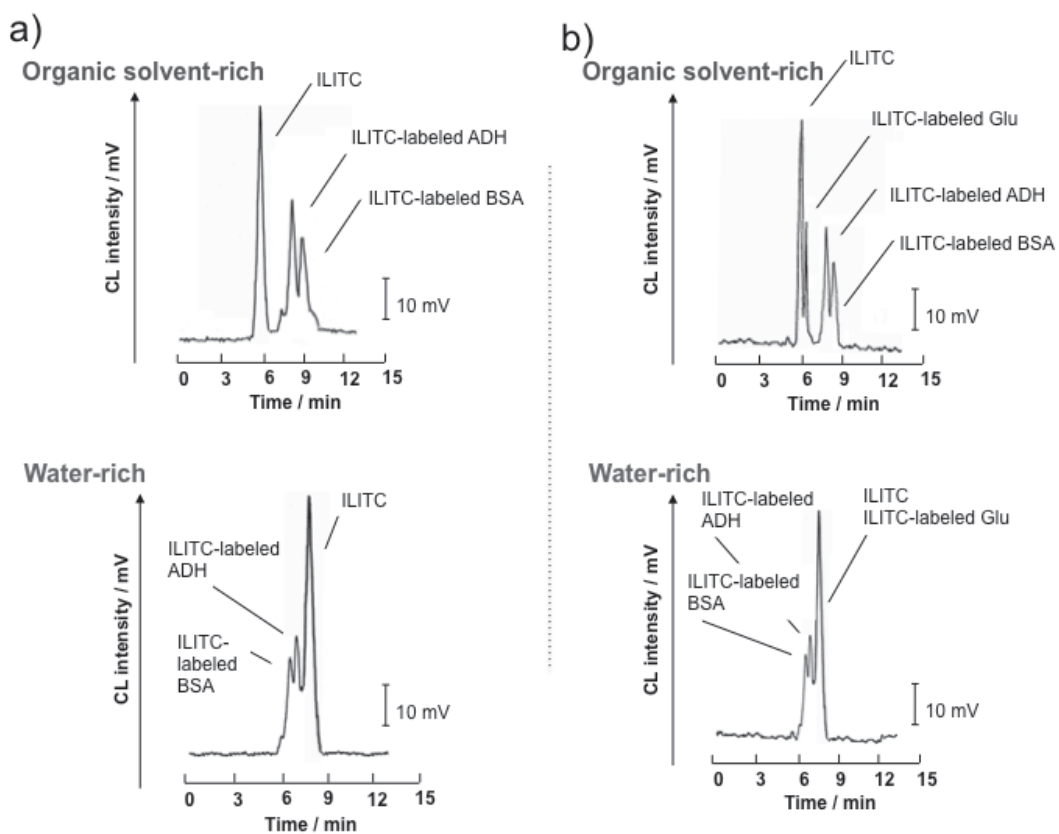 a)
Organic solvent-rich
CL intensity / mV
ILITC
ILITC-labeled ADH
ILITC-labeled BSA
10 mV
0 3 6 9 12 15
Time / min
Water-rich
CL intensity / mV
ILITC
ILITC-labeled
ADH
ILITC-
labeled
BSA
10 mV
0 3 6 9 12 15
Time / min
b)
Organic solvent-rich
CL intensity / mV
ILITC
ILITC-labeled Glu
ILITC-labeled ADH
ILITC-labeled BSA
10 mV
0 3 6 9 12 15
Time / min
Water-rich
CL intensity / mV
ILITC-labeled
ADH
ILITC
ILITC-labeled Glu
ILITC-labeled
BSA
10 mV
0 3 6 9 12 15
Time / min